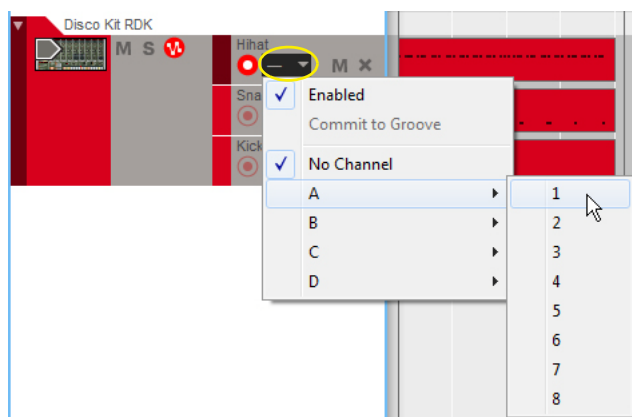 Disco Kit RDK
M S
Hihat
— M
Enabled
Commit to Groove
Kick
No Channel
A
B
C
D
1
2
3
4
5
6
7
8